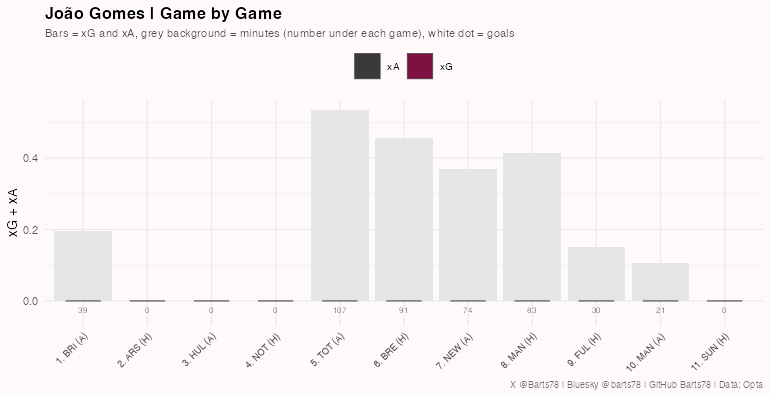 João Gomes | Game by Game
Bars = xG and xA, grey background = minutes (number under each game), white dot = goals
xA xG
xG + xA
0.4
0.2
0.0
39 0 0 0 107 91 74 83 30 21 0
1. BRI (A) 2. ARS (H) 3. HUL (A) 4. NOT (H) 5. TOT (A) 6. BRE (H) 7. NEW (A) 8. MAN (H) 9. FUL (H) 10. MAN (A) 11. SUN (H)
X @Barts78 | Bluesky @barts78 | GitHub Barts78 | Data: Opta